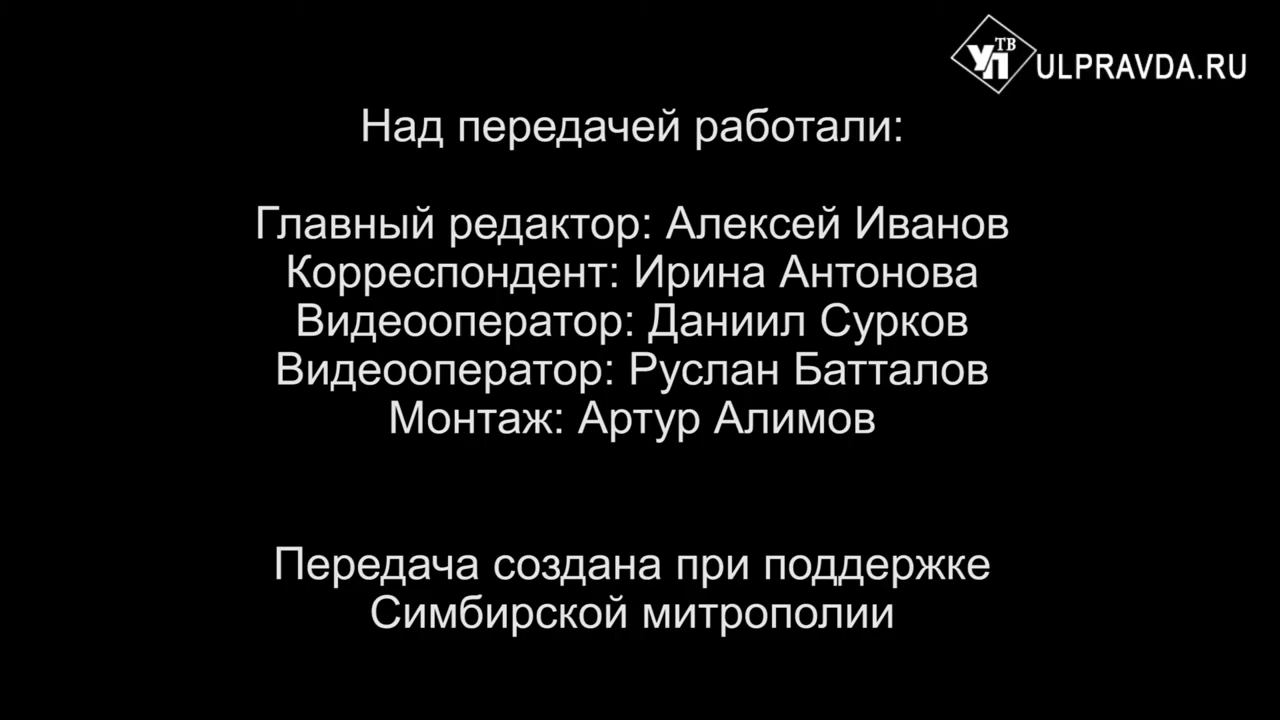 УП ТВ ULPRAVDA.RU
Над передачей работали:
Главный редактор: Алексей Иванов
Корреспондент: Ирина Антонова
Видеооператор: Даниил Сурков
Видеооператор: Руслан Батталов
Монтаж: Артур Алимов
Передача создана при поддержке
Симбирской митрополии